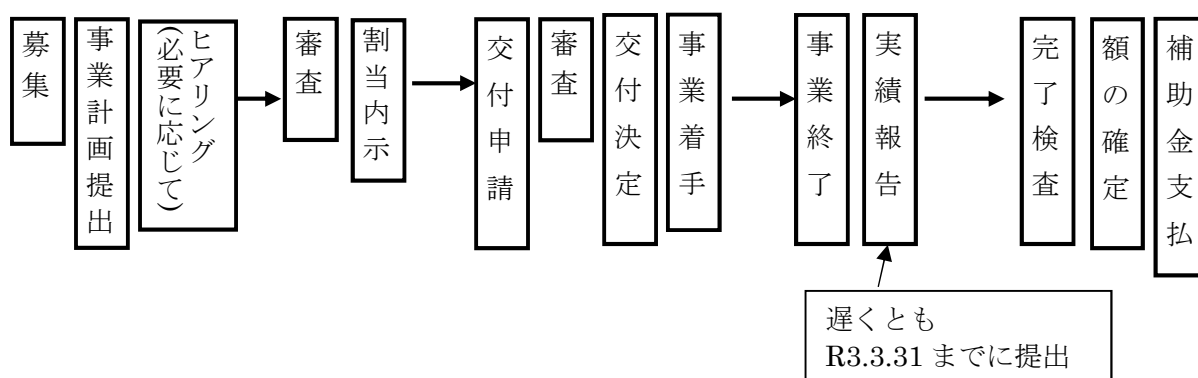 募集
事業計画提出
ヒアリング
(必要に応じて)
審査
割当内示
交付申請
審査
交付決定
事業着手
事業終了
実績報告
完了検査
額の確定
補助金支払
遅くとも
R3.3.31 までに提出